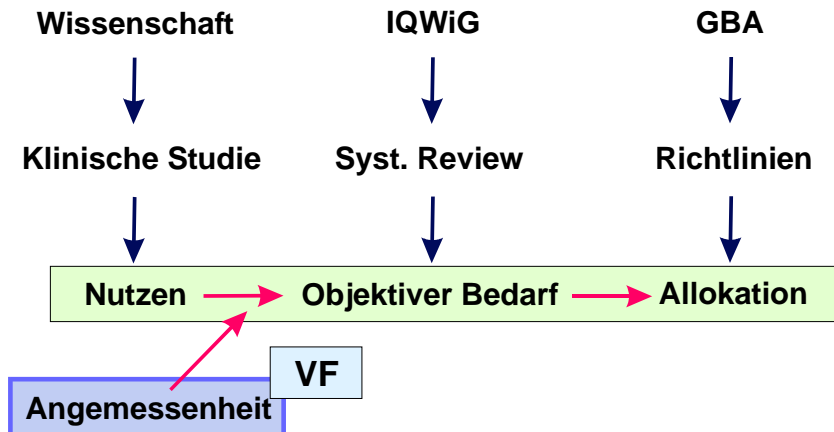 Wissenschaft IQWiG GBA
Klinische Studie Syst. Review Richtlinien
Nutzen Objektiver Bedarf Allokation
VF
Angemessenheit